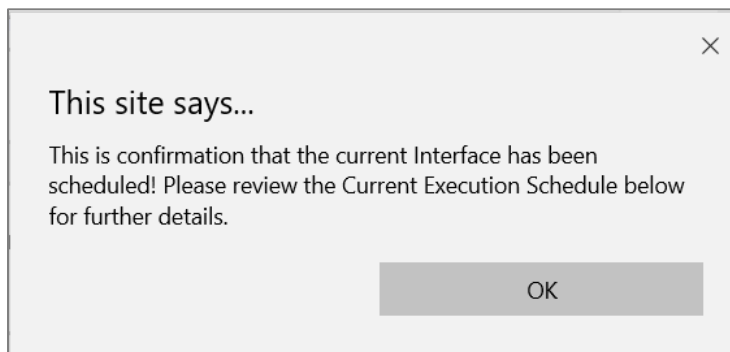 This site says...
This is confirmation that the current Interface has been
scheduled! Please review the Current Execution Schedule below
for further details.
OK